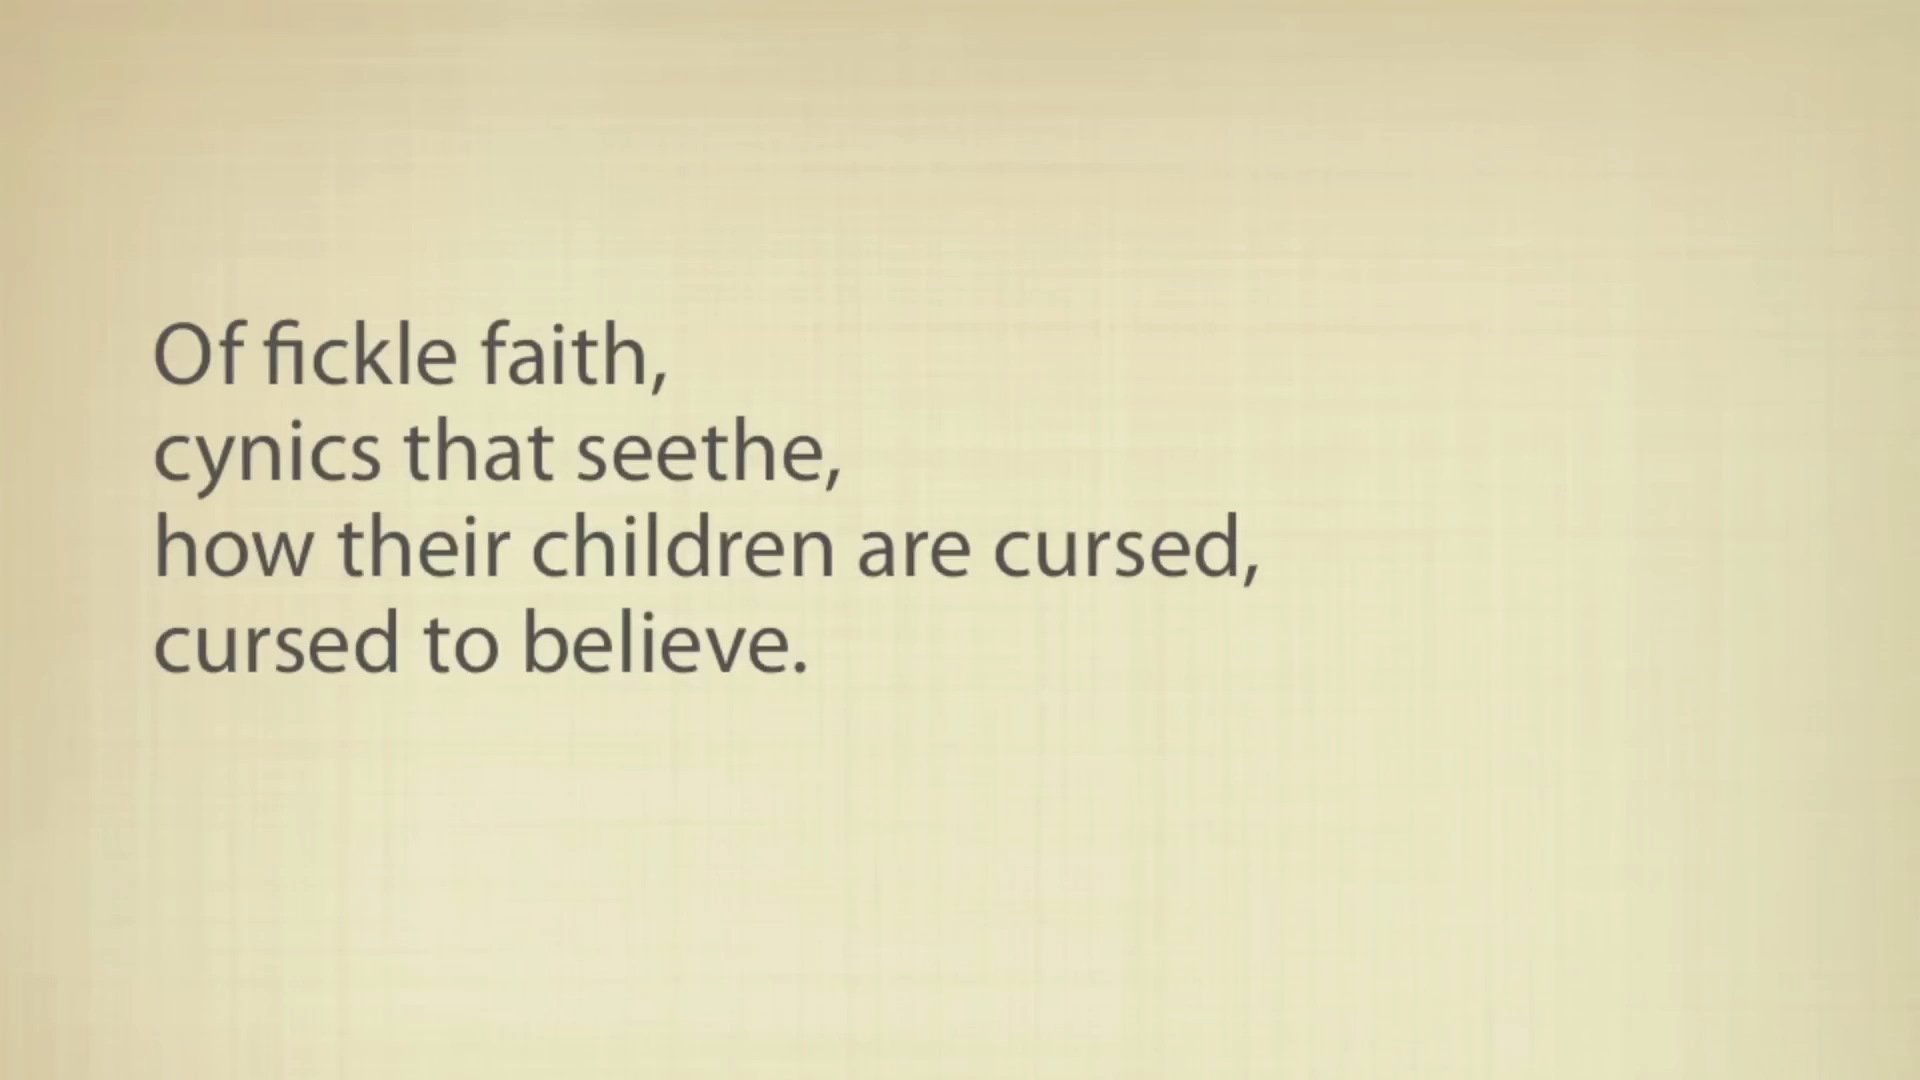 Of fickle faith,
cynics that seethe,
how their children are cursed,
cursed to believe.